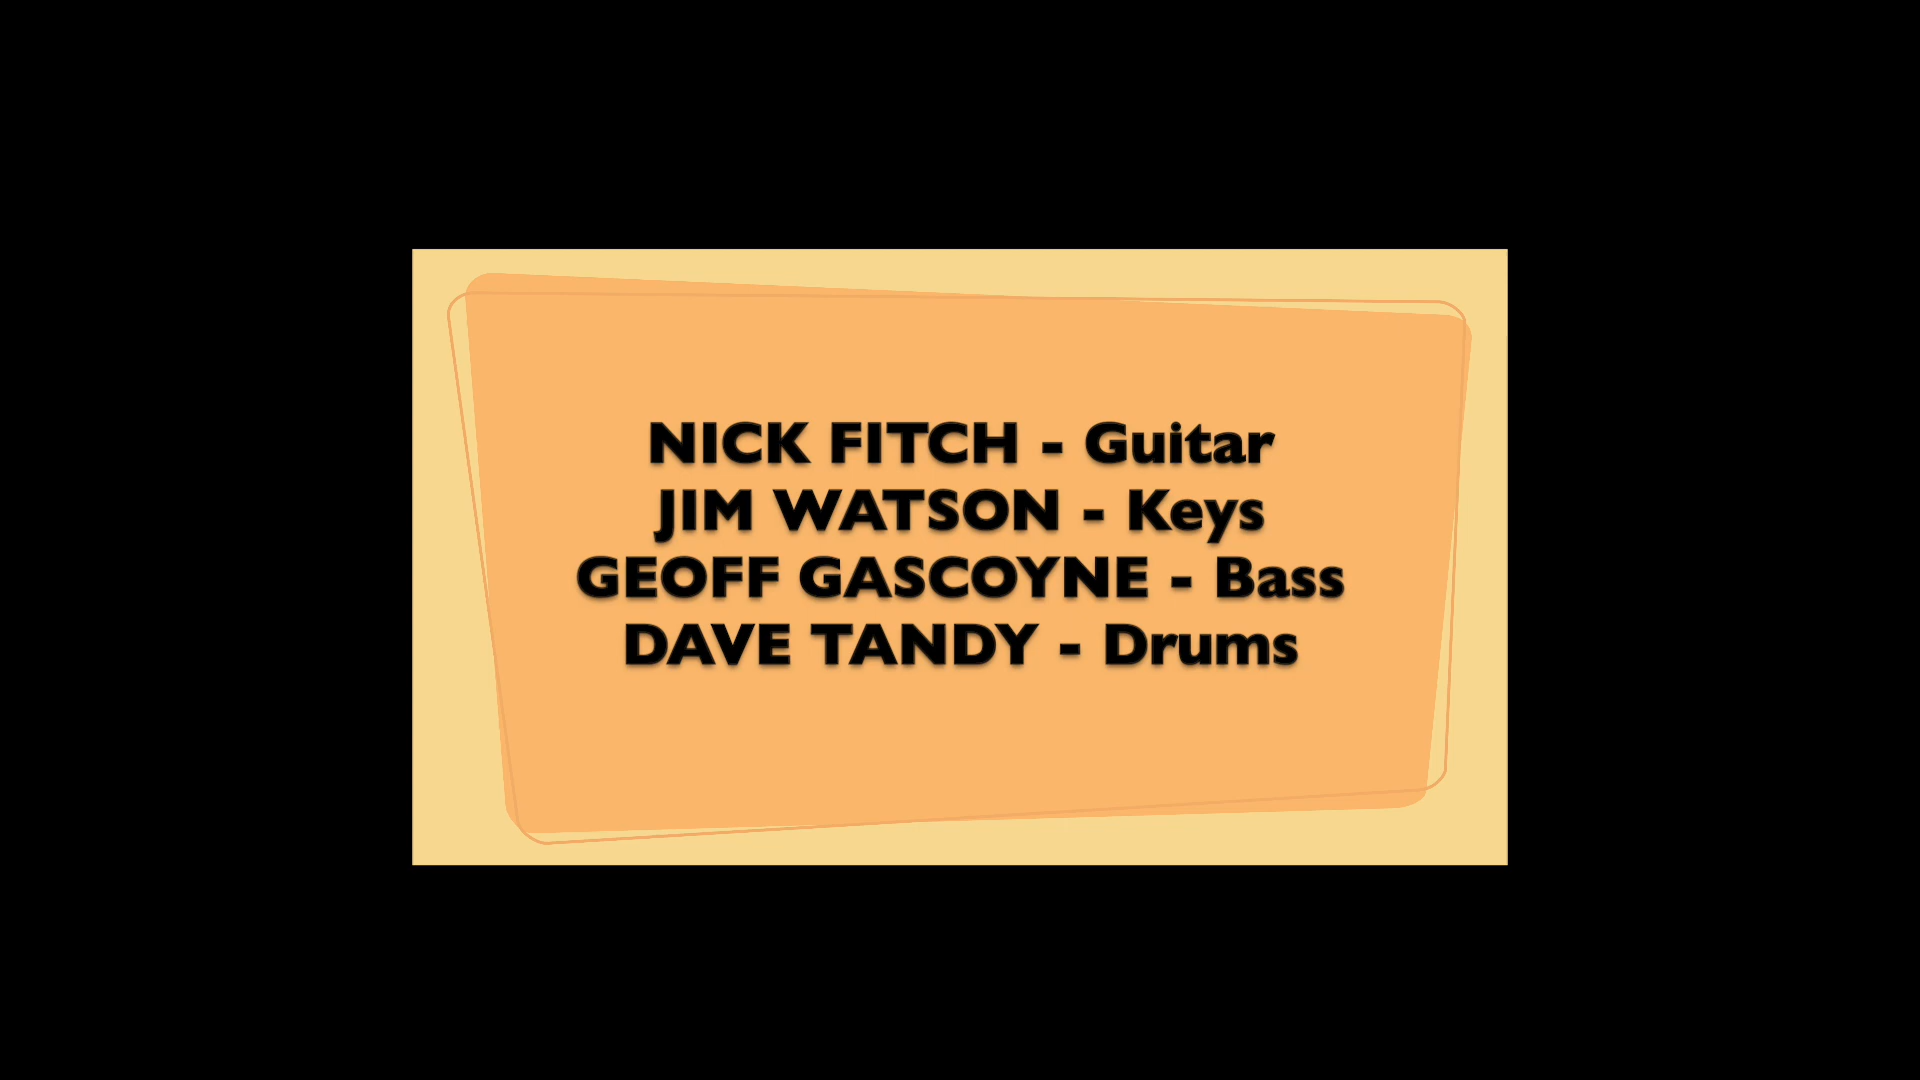 NICK FITCH - Guitar
JIM WATSON - Keys
GEOFF GASCOYNE - Bass
DAVE TANDY - Drums